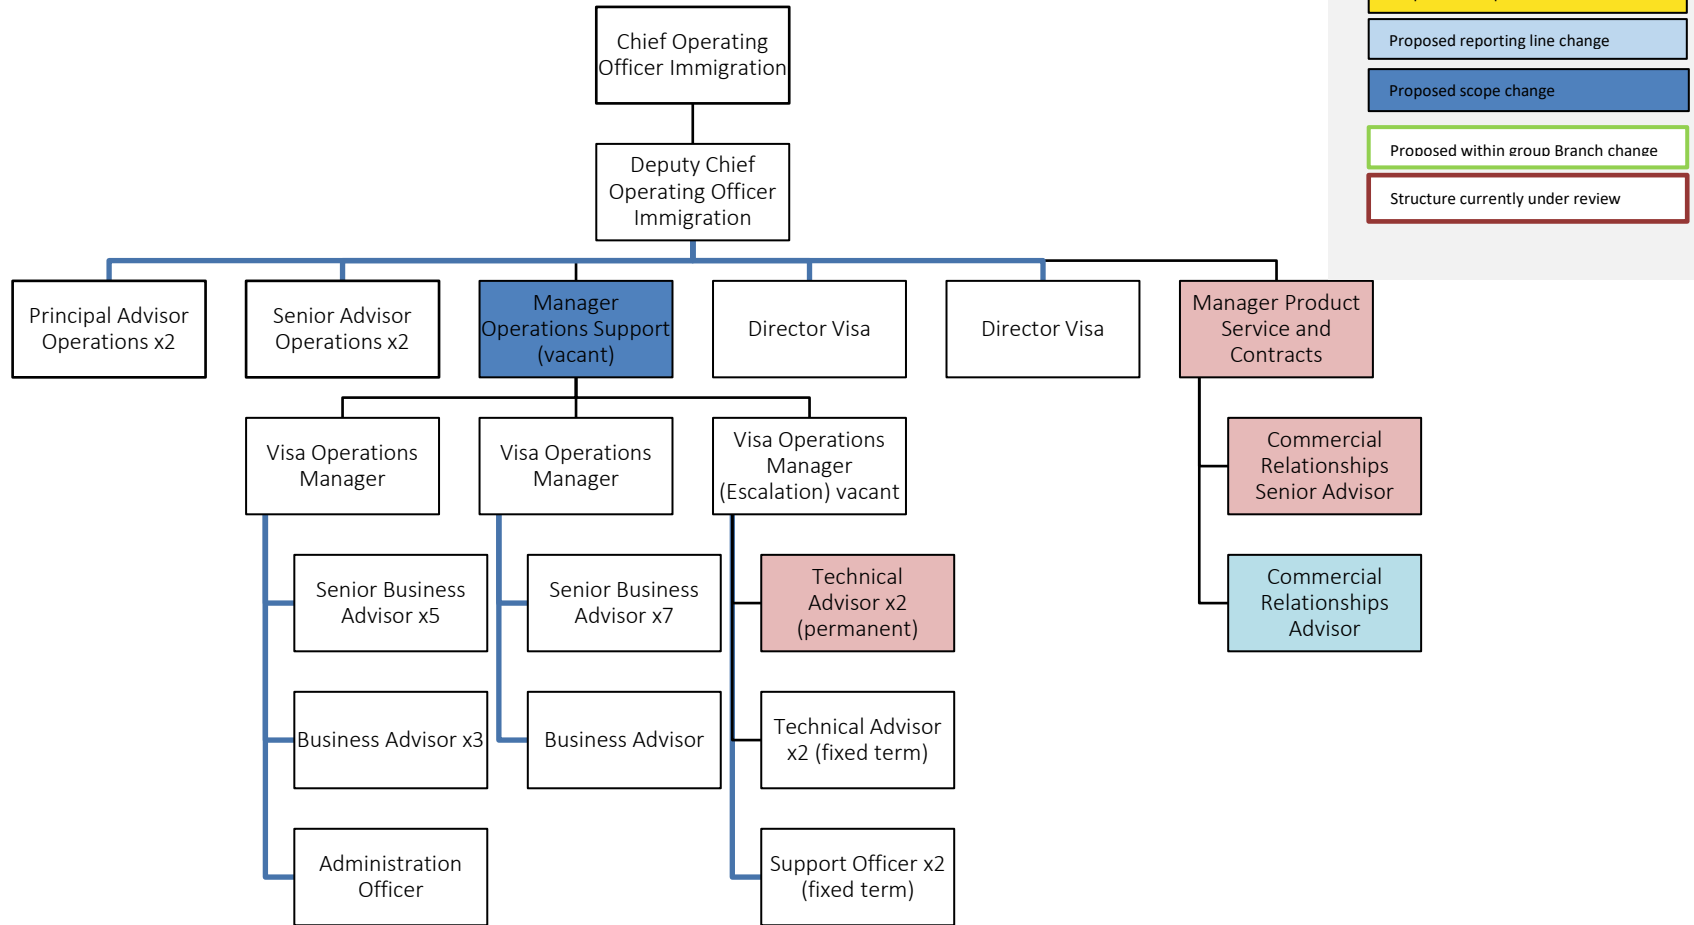 Chief Operating
Officer Immigration
Proposed reporting line change
Proposed scope change
Proposed within group Branch change
Structure currently under review
Deputy Chief
Operating Officer
Immigration
Principal Advisor
Operations x2
Senior Advisor
Operations x2
Manager
Operations Support
(vacant)
Director Visa
Director Visa
Manager Product
Service and
Contracts
Visa Operations
Manager
Visa Operations
Manager
Visa Operations
Manager
(Escalation) vacant
Commercial
Relationships
Senior Advisor
Senior Business
Advisor x5
Senior Business
Advisor x7
Technical
Advisor x2
(permanent)
Commercial
Relationships
Advisor
Business Advisor x3
Business Advisor
Technical Advisor
x2 (fixed term)
Administration
Officer
Support Officer x2
(fixed term)